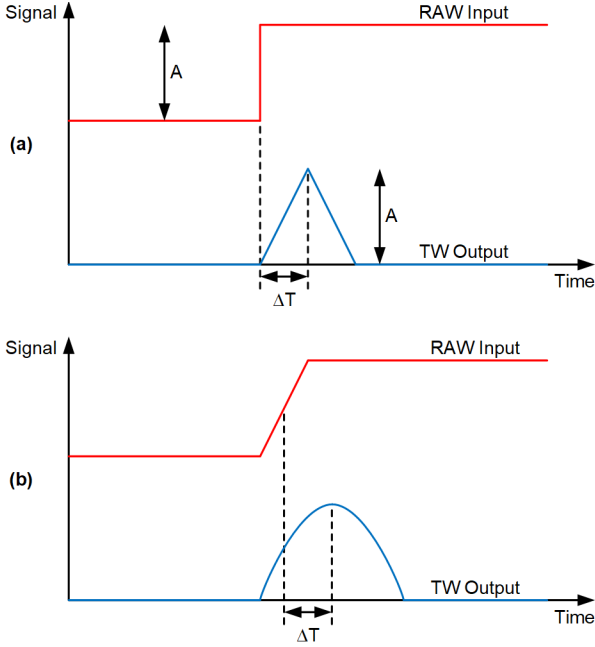 Signal
RAW Input
A
(a)
A
TW Output
Time
ΔT
Signal
RAW Input
(b)
TW Output
Time
ΔT